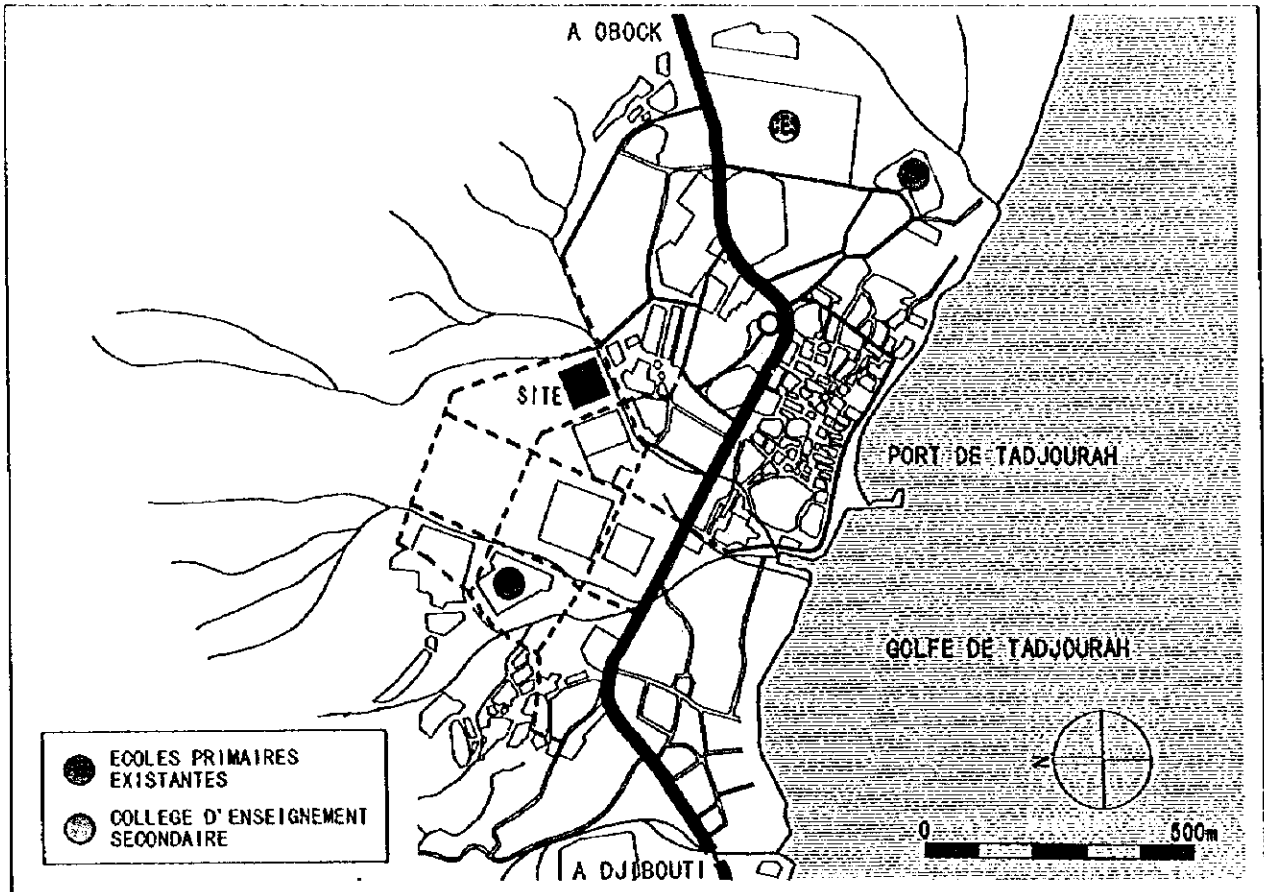 A OBOCK
SITE
PORT DE TADJOURAH
GOLFE DE TADJOURAH
N
ECOLES PRIMAIRES
EXISTANTES
COLLEGE D'ENSEIGNEMENT
SECONDAIRE
0
500m
A DJIBOUTI